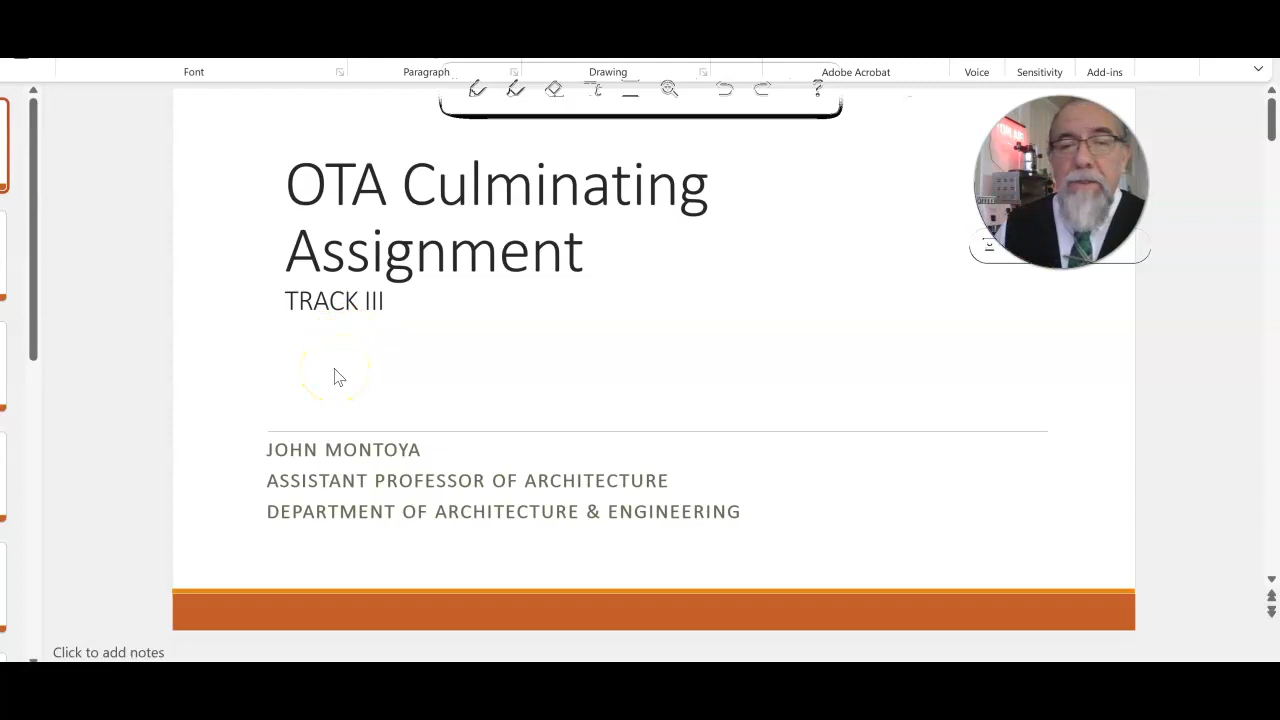 Font
Paragraph
Drawing
Adobe Acrobat
Voice
Sensitivity
Add-ins
?
OTA Culminating
Assignment
TRACK III
JOHN MONTOYA
ASSISTANT PROFESSOR OF ARCHITECTURE
DEPARTMENT OF ARCHITECTURE & ENGINEERING
Click to add notes